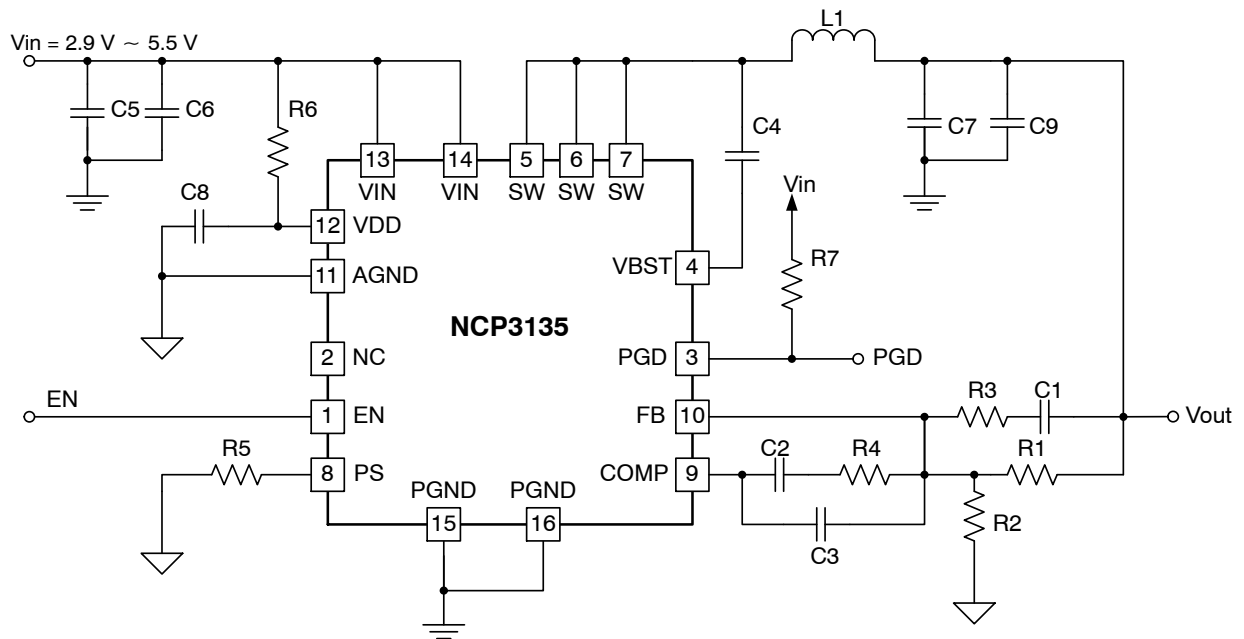 L1
Vin = 2.9 V ~ 5.5 V
C5
C6
R6
C4
C7
C9
13
14
5
6
7
VIN
VIN
SW
SW
SW
Vin
C8
12
VDD
VBST
4
R7
11
AGND
NCP3135
2
NC
PGD
3
PGD
EN
1
EN
FB
10
R3
C1
Vout
R5
8
PS
COMP
9
C2
R4
R1
PGND
PGND
15
16
C3
R2